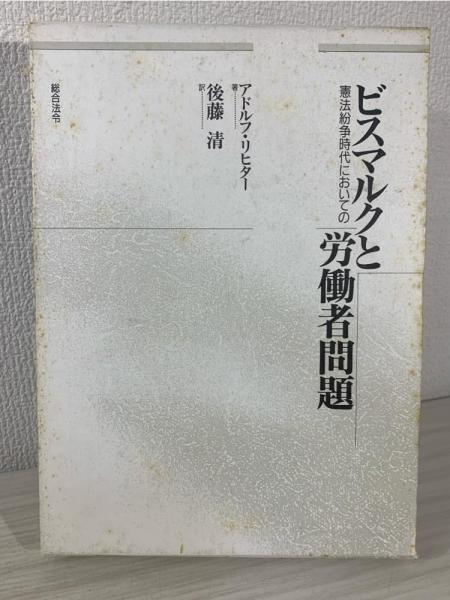 ビスマルクと労働者問題
憲法紛争時代においての
アドルフ・リヒター著
後藤 清訳
総合法令